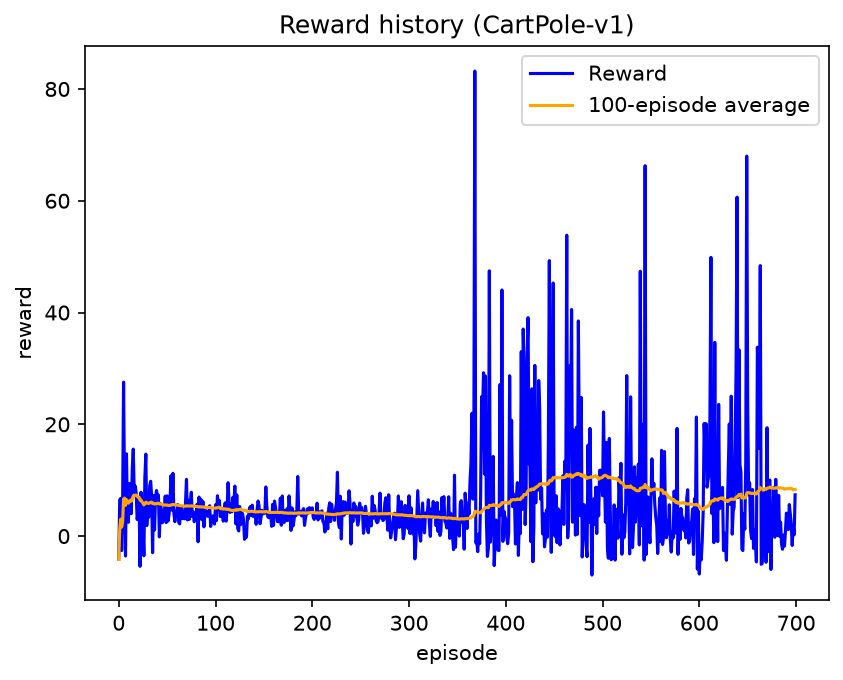 Reward history (CartPole-v1)
Reward
100-episode average
reward
80
60
40
20
0
0 100 200 300 400 500 600 700
episode